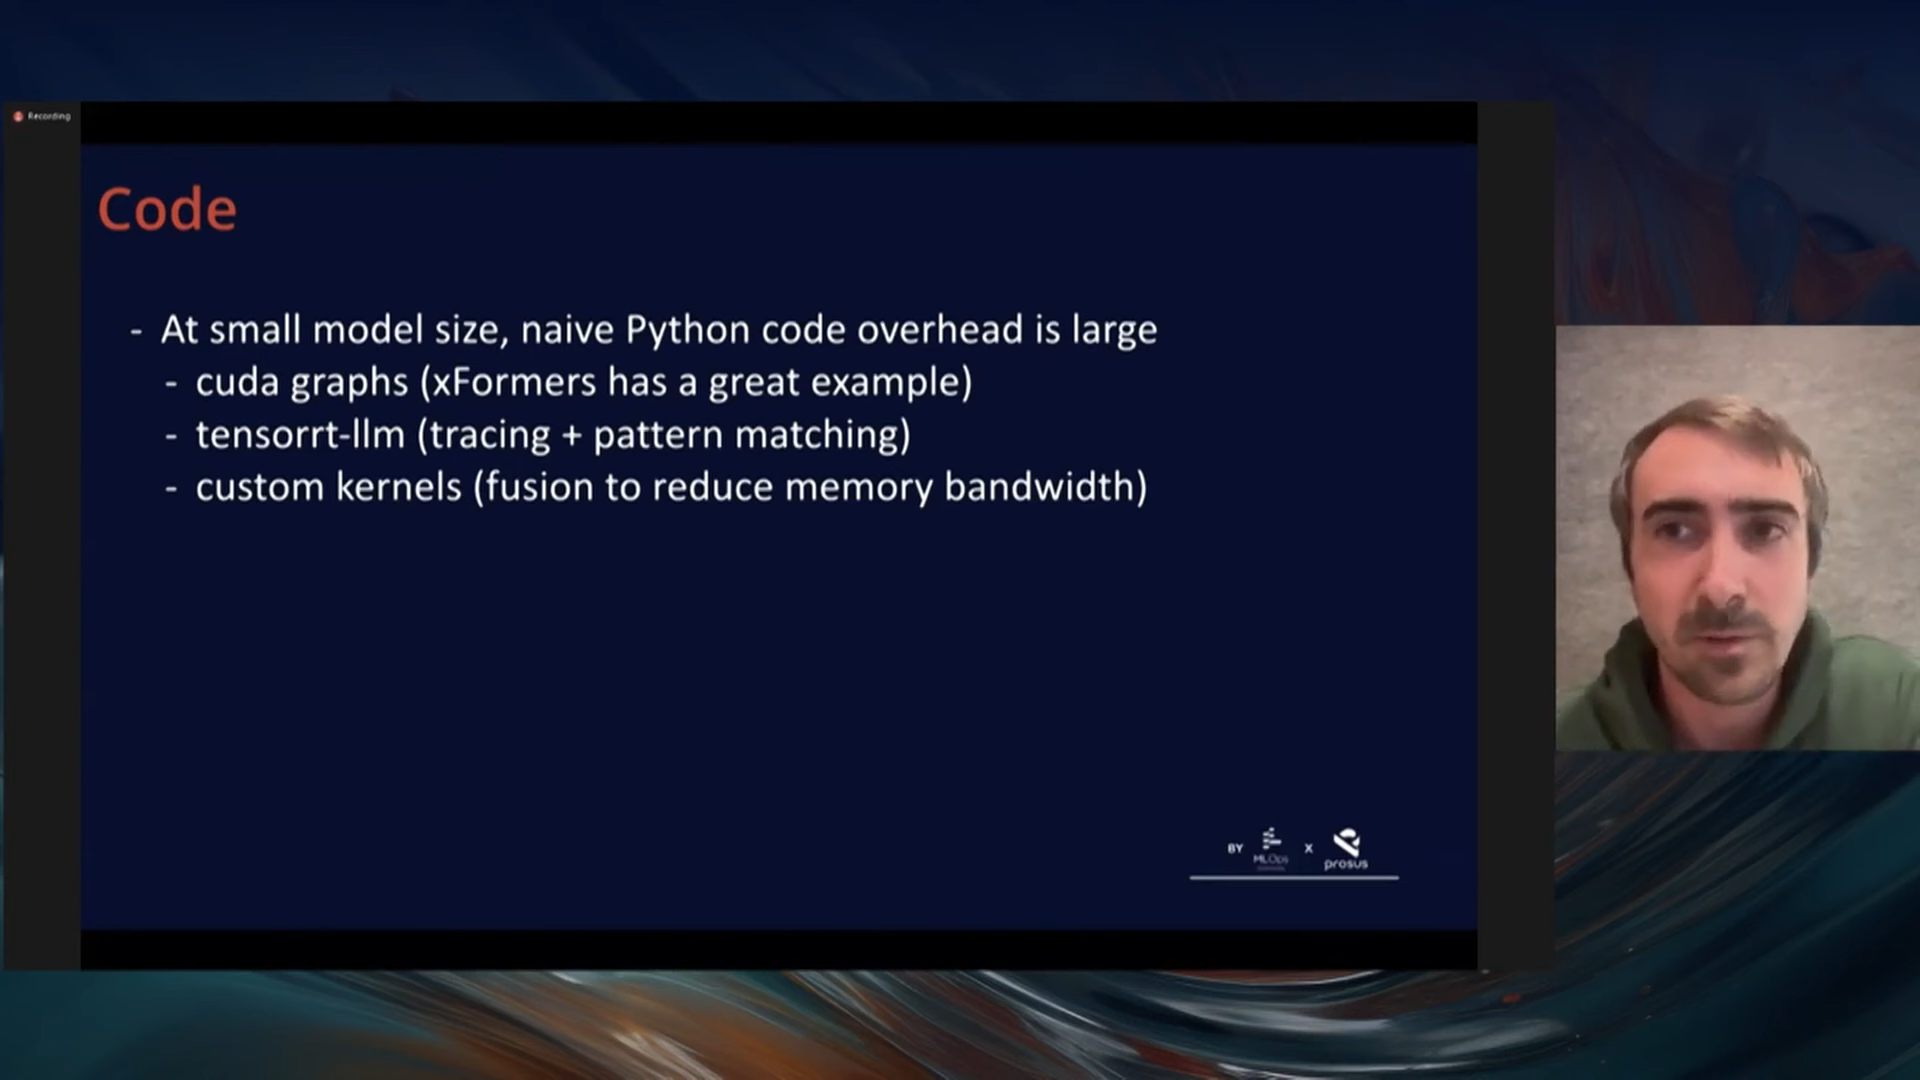 Recording
Code
- At small model size, naive Python code overhead is large
- cuda graphs (xFormers has a great example)
- tensorrt-llm (tracing + pattern matching)
- custom kernels (fusion to reduce memory bandwidth)
BY MLOps X prosus